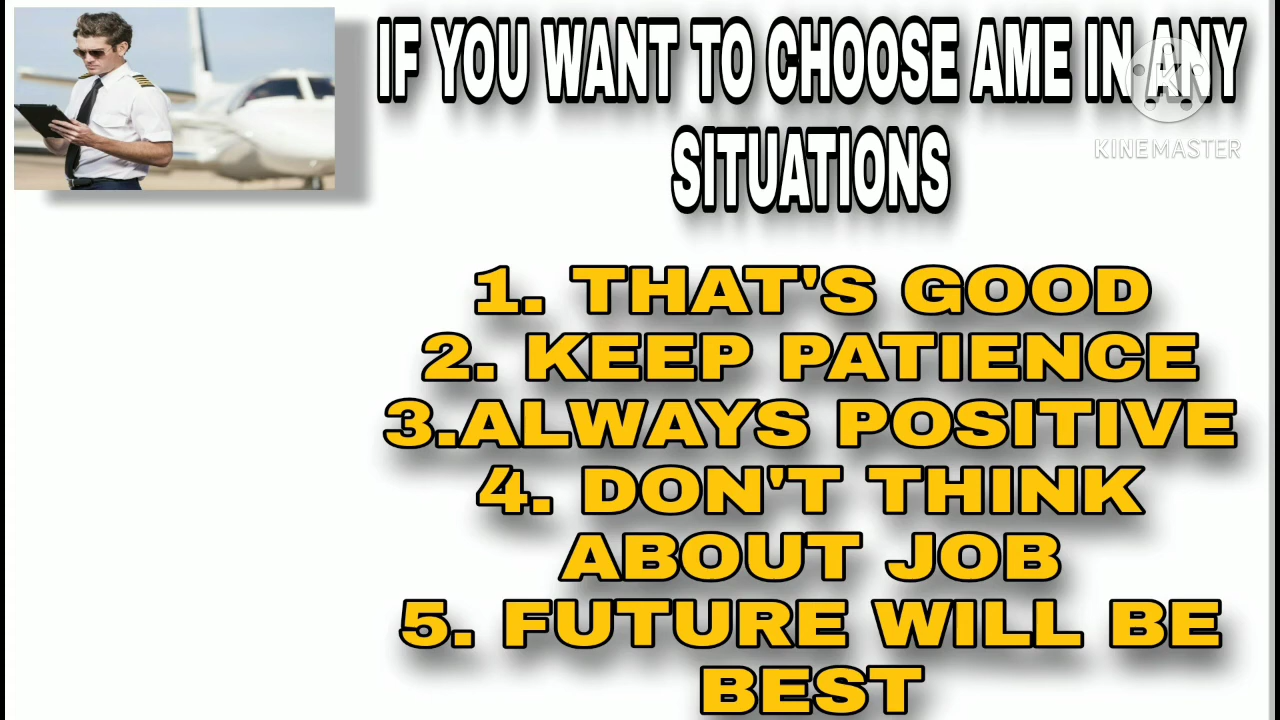 IF YOU WANT TO CHOOSE AME IN ANY
SITUATIONS
KINEMASTER
1. THAT'S GOOD
2. KEEP PATIENCE
3.ALWAYS POSITIVE
4. DON'T THINK
ABOUT JOB
5. FUTURE WILL BE
BEST